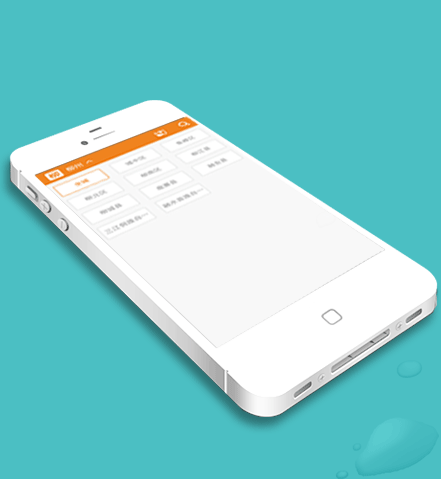 柳州
全城
城中区
鱼峰区
柳北区
柳南区
柳江县
柳城县
鹿寨县
融安县
三江侗族自…
融水苗族自…